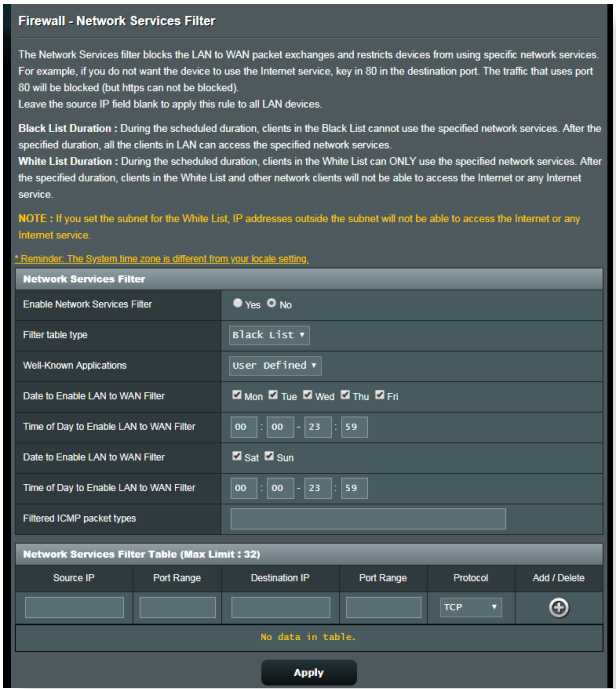 Firewall - Network Services Filter
The Network Services filter blocks the LAN to WAN packet exchanges and restricts devices from using specific network services.
For example, if you do not want the device to use the Internet service, key in 80 in the destination port. The traffic that uses port
80 will be blocked (but https can not be blocked).
Leave the source IP field blank to apply this rule to all LAN devices.
Black List Duration : During the scheduled duration, clients in the Black List cannot use the specified network services. After the
specified duration, all the clients in LAN can access the specified network services.
White List Duration : During the scheduled duration, clients in the White List can ONLY use the specified network services. After
the specified duration, clients in the White List and other network clients will not be able to access the Internet or any Internet
service.
NOTE : If you set the subnet for the White List, IP addresses outside the subnet will not be able to access the Internet or any
Internet service.
* Reminder: The System time zone is different from your locale setting.
Network Services Filter
Enable Network Services Filter Yes No
Filter table type Black List
Well-Known Applications User Defined
Date to Enable LAN to WAN Filter Mon Tue Wed Thu Fri
Time of Day to Enable LAN to WAN Filter 00 : 00 - 23 : 59
Date to Enable LAN to WAN Filter Sat Sun
Time of Day to Enable LAN to WAN Filter 00 : 00 - 23 : 59
Filtered ICMP packet types
Network Services Filter Table (Max Limit : 32)
Source IP Port Range Destination IP Port Range Protocol Add / Delete
TCP
No data in table.
Apply